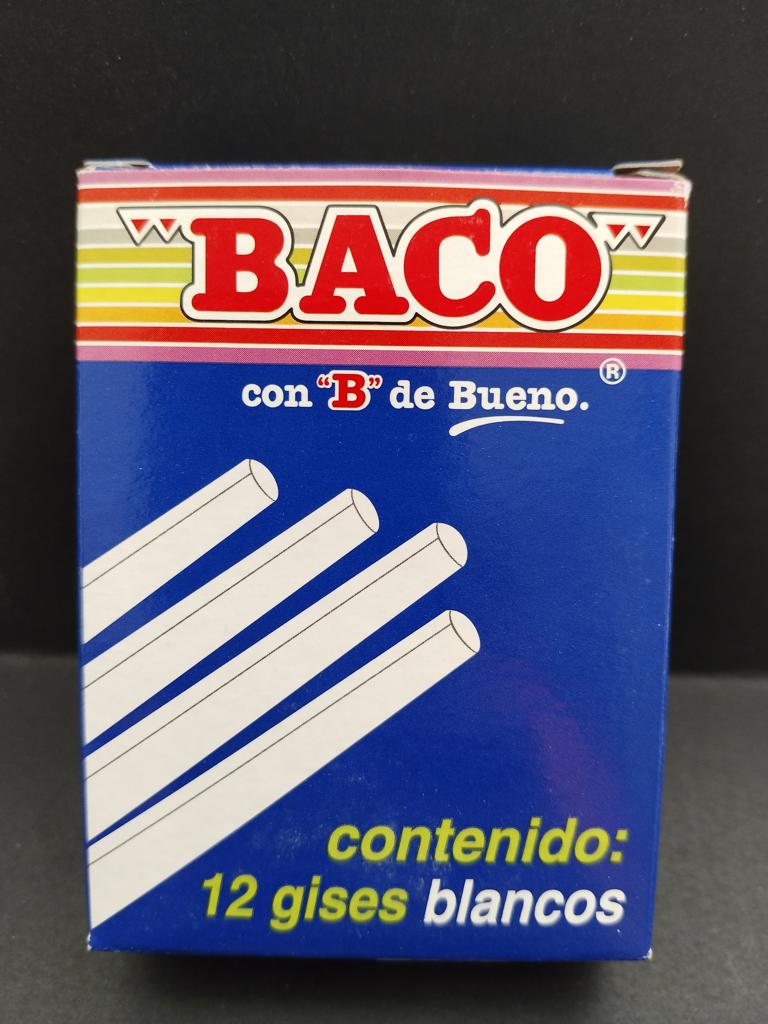 "BACO"
®
con "B" de Bueno.
contenido:
12 gises blancos